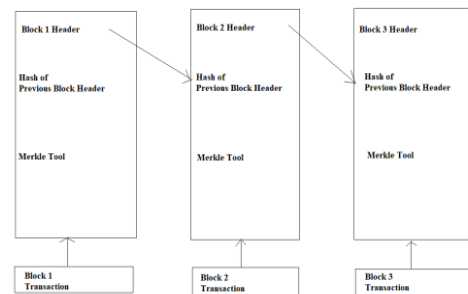 Block 1 Header
Hash of
Previous Block Header
Merkle Tool
Block 1
Transaction
Block 2 Header
Hash of
Previous Block Header
Merkle Tool
Block 2
Transaction
Block 3 Header
Hash of
Previous Block Header
Merkle Tool
Block 3
Transaction